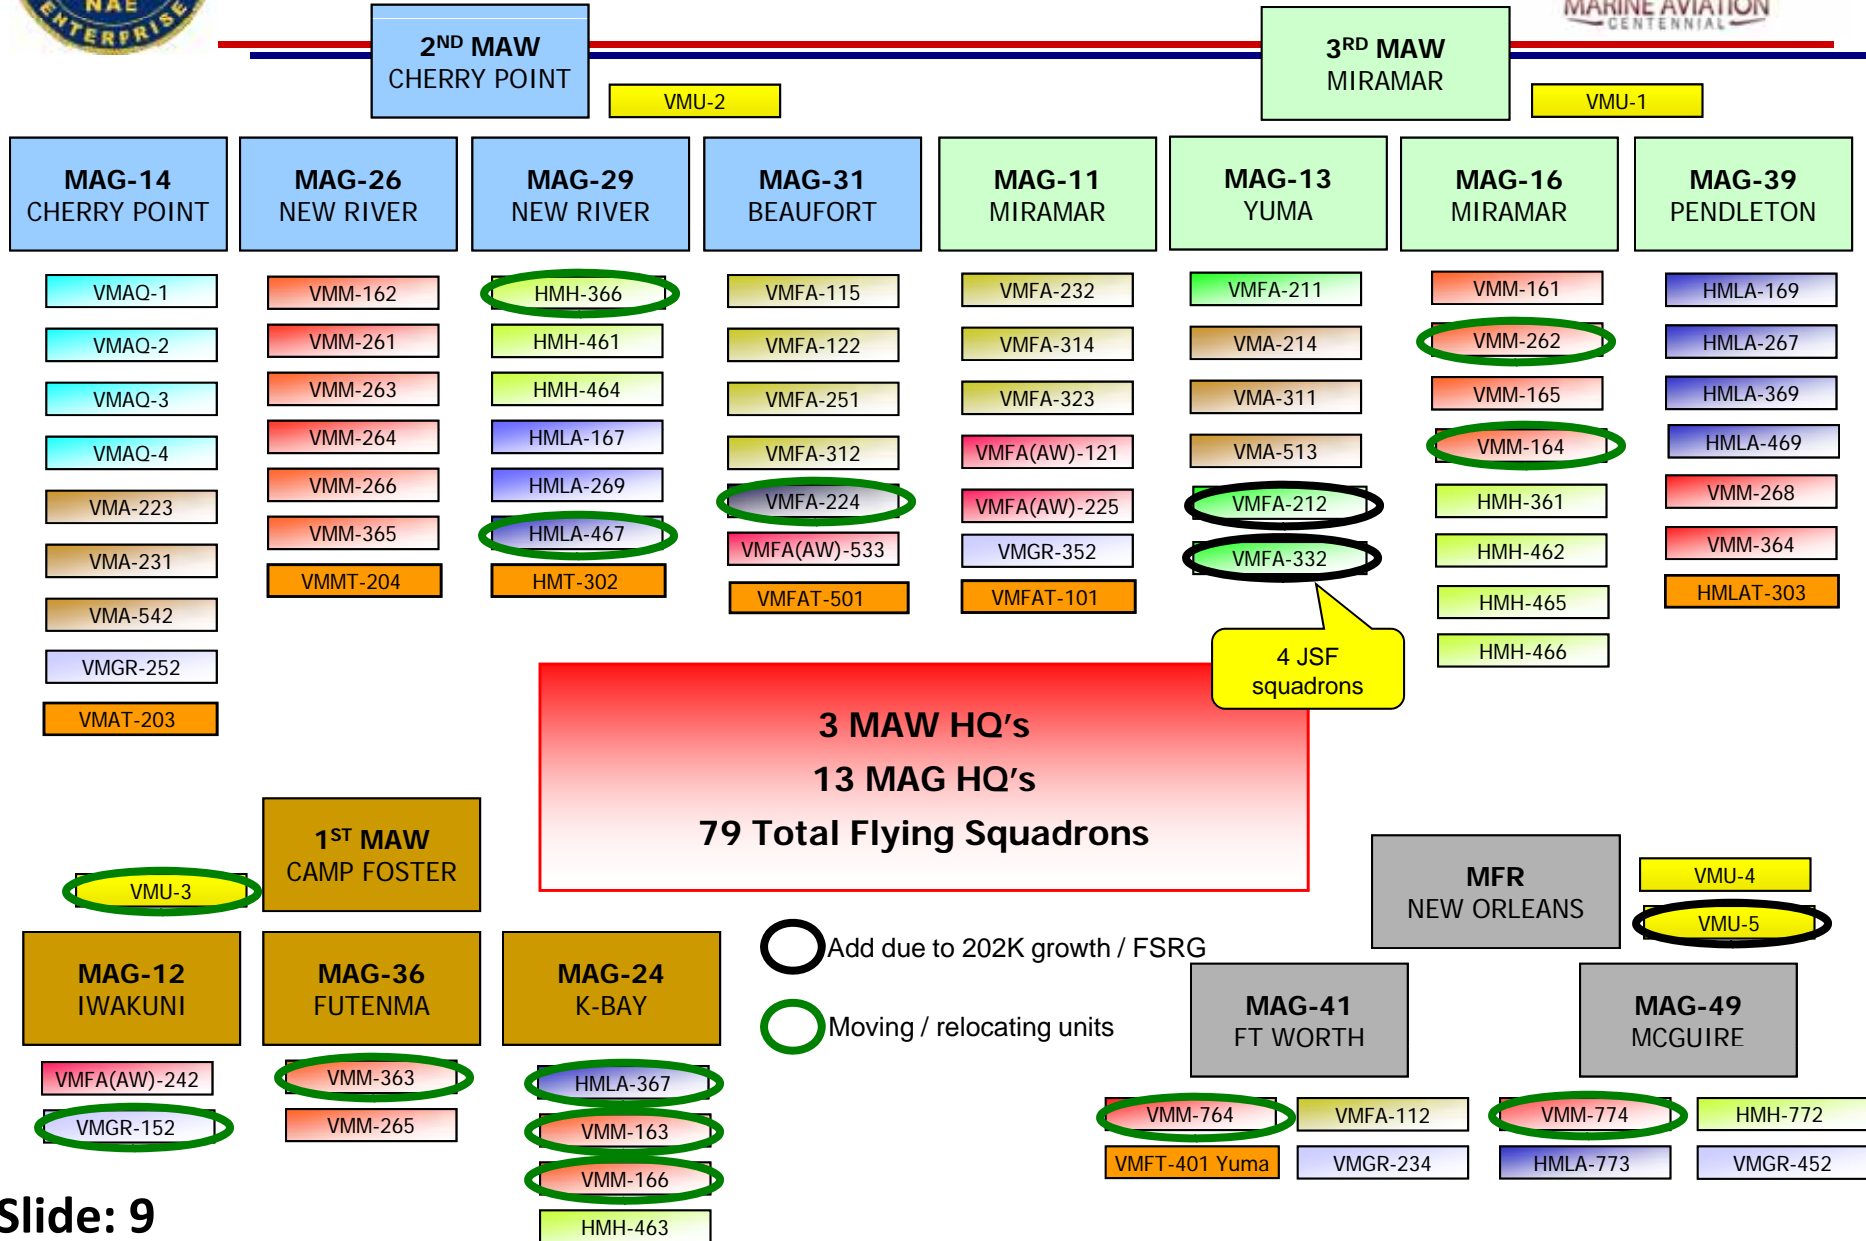 NAE
ENTERPRISE
MARINE AVIATION
CENTENNIAL
2ND MAW
CHERRY POINT
VMU-2
3RD MAW
MIRAMAR
VMU-1
MAG-14
CHERRY POINT
VMAQ-1
VMAQ-2
VMAQ-3
VMAQ-4
VMA-223
VMA-231
VMA-542
VMGR-252
VMAT-203
MAG-26
NEW RIVER
VMM-162
VMM-261
VMM-263
VMM-264
VMM-266
VMM-365
VMMT-204
MAG-29
NEW RIVER
HMH-366
HMH-461
HMH-464
HMLA-167
HMLA-269
HMLA-467
HMT-302
MAG-31
BEAUFORT
VMFA-115
VMFA-122
VMFA-251
VMFA-312
VMFA-224
VMFA(AW)-533
VMFAT-501
MAG-11
MIRAMAR
VMFA-232
VMFA-314
VMFA-323
VMFA(AW)-121
VMFA(AW)-225
VMGR-352
VMFAT-101
MAG-13
YUMA
VMFA-211
VMA-214
VMA-311
VMA-513
VMFA-212
VMFA-332
4 JSF
squadrons
MAG-16
MIRAMAR
VMM-161
VMM-262
VMM-165
VMM-164
HMH-361
HMH-462
HMH-465
HMH-466
MAG-39
PENDLETON
HMLA-169
HMLA-267
HMLA-369
HMLA-469
VMM-268
VMM-364
HMLAT-303
3 MAW HQ's
13 MAG HQ's
79 Total Flying Squadrons
1ST MAW
CAMP FOSTER
VMU-3
MAG-12
IWAKUNI
VMFA(AW)-242
VMGR-152
MAG-36
FUTENMA
VMM-363
VMM-265
MAG-24
K-BAY
HMLA-367
VMM-163
VMM-166
HMH-463
Add due to 202K growth / FSRG
Moving / relocating units
MFR
NEW ORLEANS
VMU-4
VMU-5
MAG-41
FT WORTH
VMM-764
VMFA-112
VMFT-401 Yuma
VMGR-234
MAG-49
MCGUIRE
VMM-774
HMH-772
HMLA-773
VMGR-452
Slide: 9